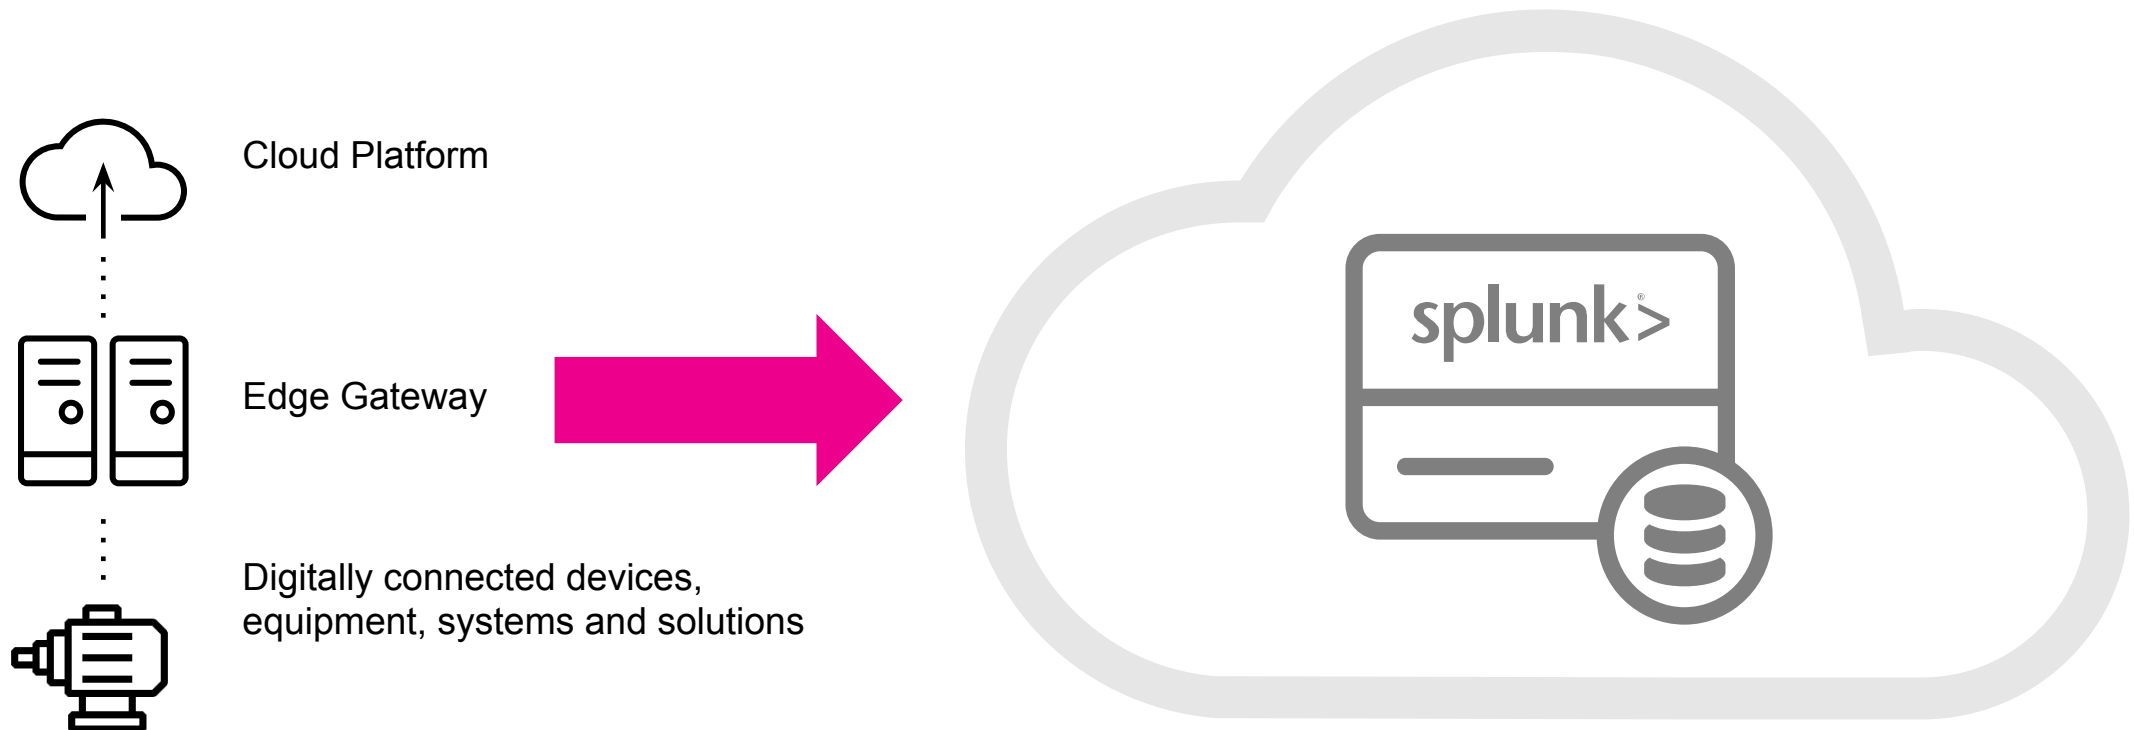 Cloud Platform
splunk>®
Edge Gateway
Digitally connected devices,
equipment, systems and solutions